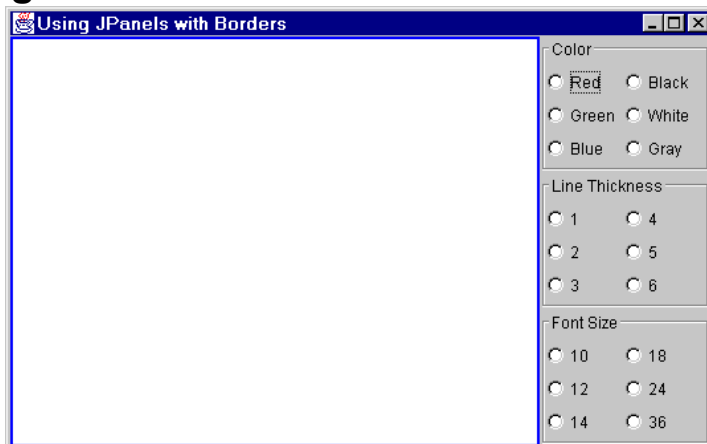 Using JPanels with Borders
Color
Red Black
Green White
Blue Gray
Line Thickness
1 4
2 5
3 6
Font Size
10 18
12 24
14 36